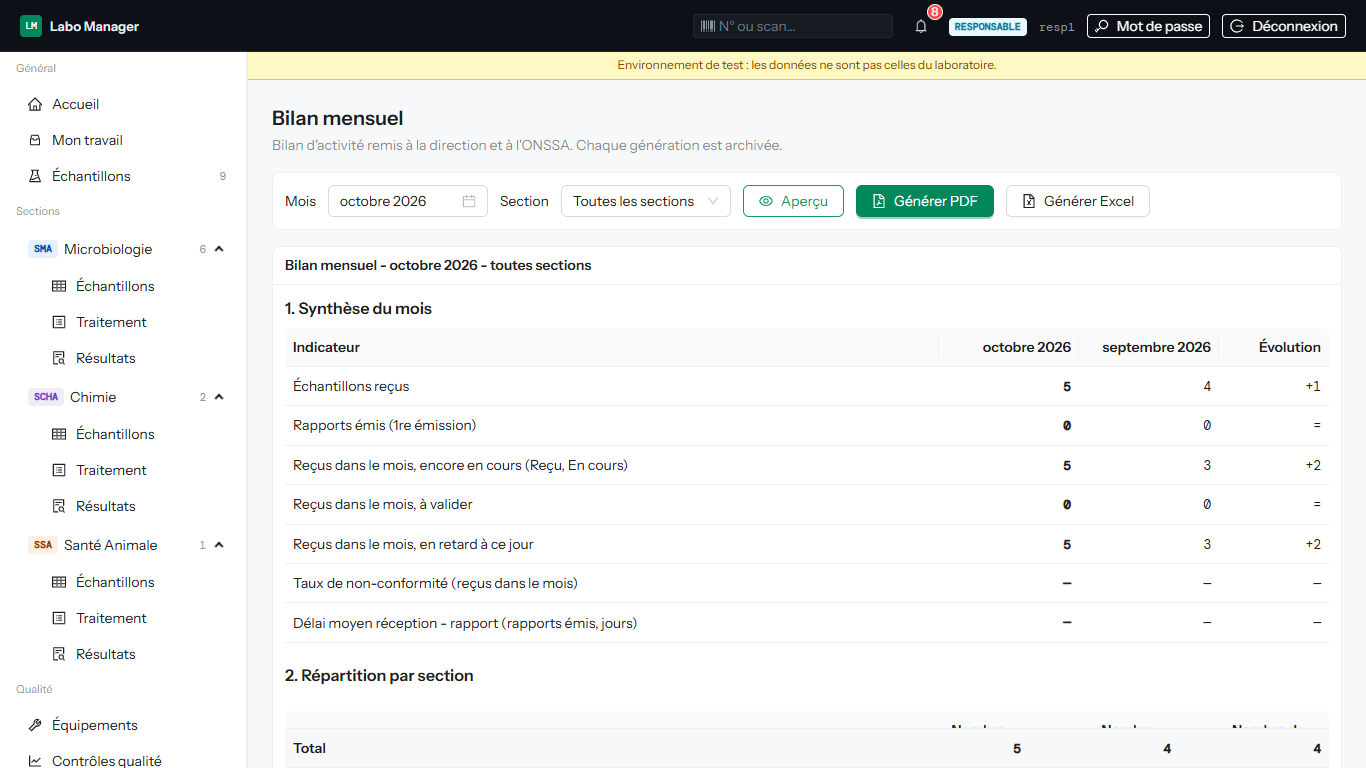 LM Labo Manager
N° ou scan...
8
RESPONSABLE
resp1
Mot de passe
Déconnexion
Environnement de test : les données ne sont pas celles du laboratoire.
Général
Accueil
Mon travail
Échantillons 9
Sections
SMA Microbiologie 6
Échantillons
Traitement
Résultats
SCHA Chimie 2
Échantillons
Traitement
Résultats
SSA Santé Animale 1
Échantillons
Traitement
Résultats
Qualité
Équipements
Contrôles qualité
Bilan mensuel
Bilan d'activité remis à la direction et à l'ONSSA. Chaque génération est archivée.
Mois octobre 2026 Section Toutes les sections Aperçu Générer PDF Générer Excel
Bilan mensuel - octobre 2026 - toutes sections
1. Synthèse du mois
Indicateur octobre 2026 septembre 2026 Évolution
Échantillons reçus 5 4 +1
Rapports émis (1re émission) 0 0 =
Reçus dans le mois, encore en cours (Reçu, En cours) 5 3 +2
Reçus dans le mois, à valider 0 0 =
Reçus dans le mois, en retard à ce jour 5 3 +2
Taux de non-conformité (reçus dans le mois) – – –
Délai moyen réception - rapport (rapports émis, jours) – – –
2. Répartition par section
Total 5 4 4